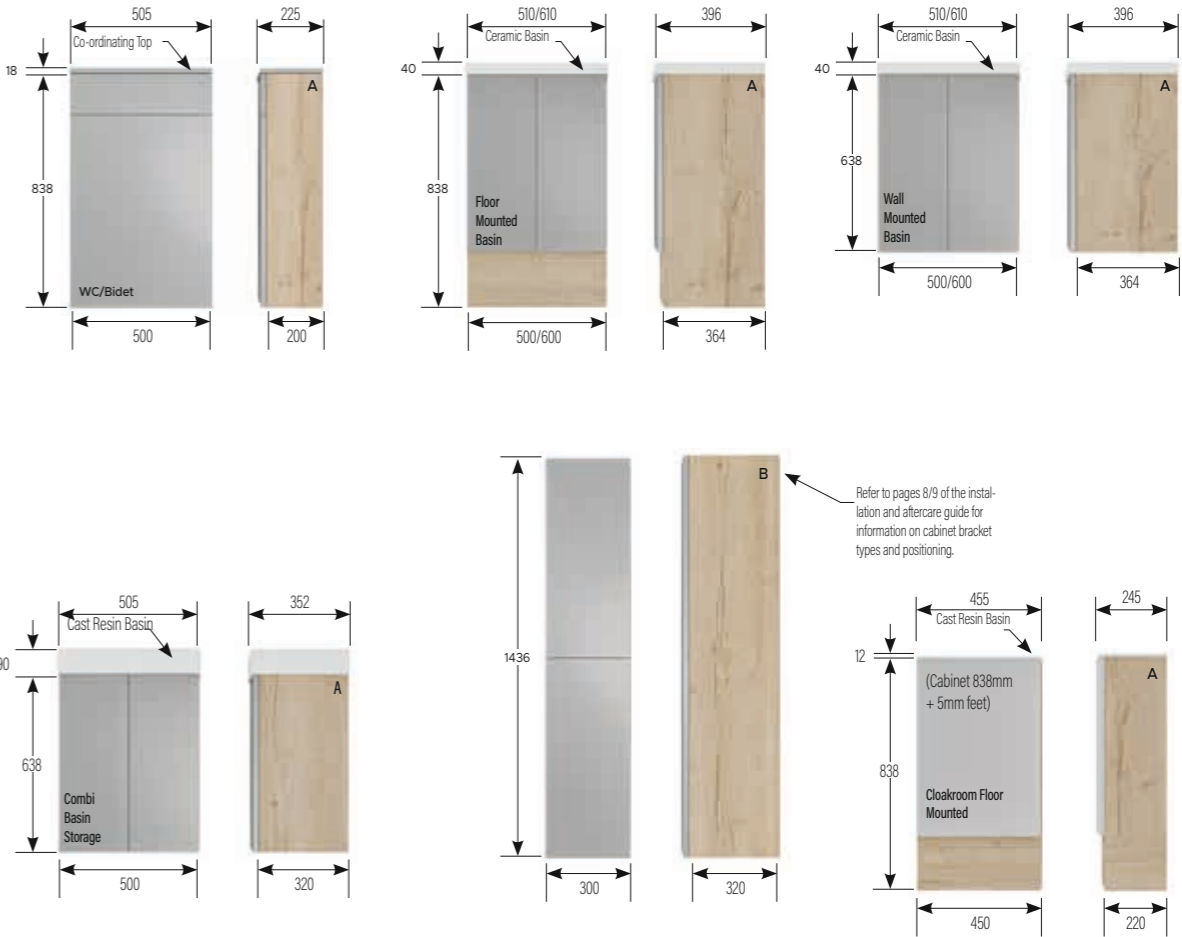 505
225
Co-ordinating Top
18
A
838
WC/Bidet
500
200
510/610
396
Ceramic Basin
40
A
838
Floor
Mounted
Basin
500/600
364
510/610
396
Ceramic Basin
40
A
638
Wall
Mounted
Basin
500/600
364
1436
B
300
320
Refer to pages 8/9 of the instal-
lation and aftercare guide for
information on cabinet bracket
types and positioning.
505
352
Cast Resin Basin
90
A
638
Combi
Basin
Storage
500
320
455
245
Cast Resin Basin
12
(Cabinet 838mm
+ 5mm feet)
A
838
Cloakroom Floor
Mounted
450
220